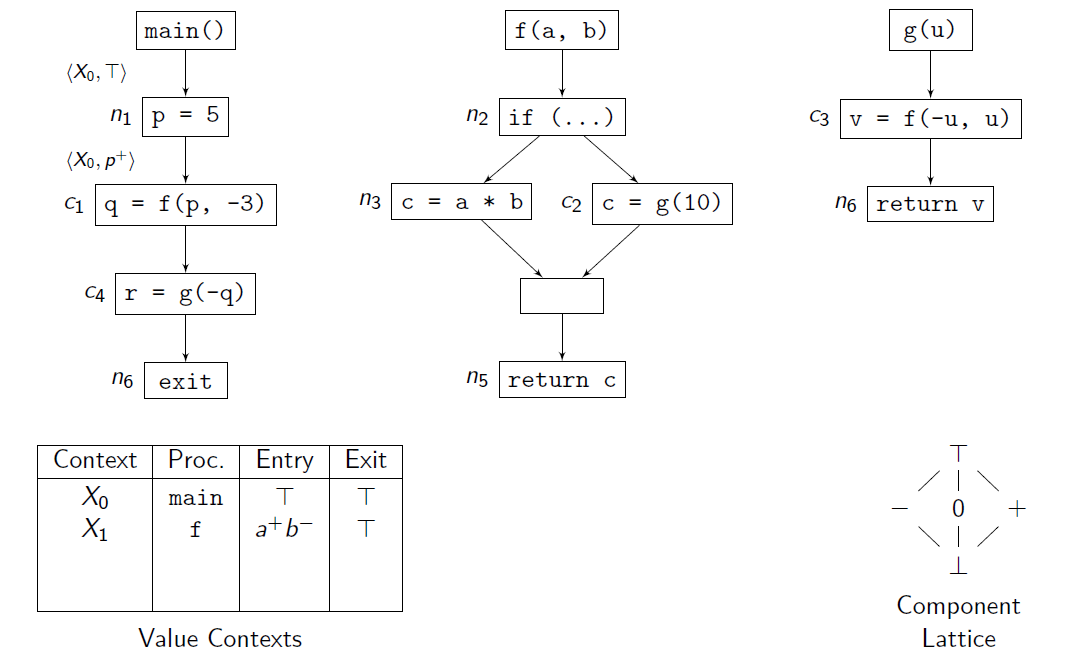 main()
⟨X₀, ⊤⟩
n₁ p = 5
⟨X₀, p⁺⟩
c₁ q = f(p, -3)
c₄ r = g(-q)
n₆ exit
f(a, b)
n₂ if (...)
n₃ c = a * b
c₂ c = g(10)
n₅ return c
g(u)
c₃ v = f(-u, u)
n₆ return v
Context Proc. Entry Exit
X₀ main ⊤ ⊤
X₁ f a⁺b⁻ ⊤
Value Contexts
⊤
− 0 +
⊥
Component
Lattice